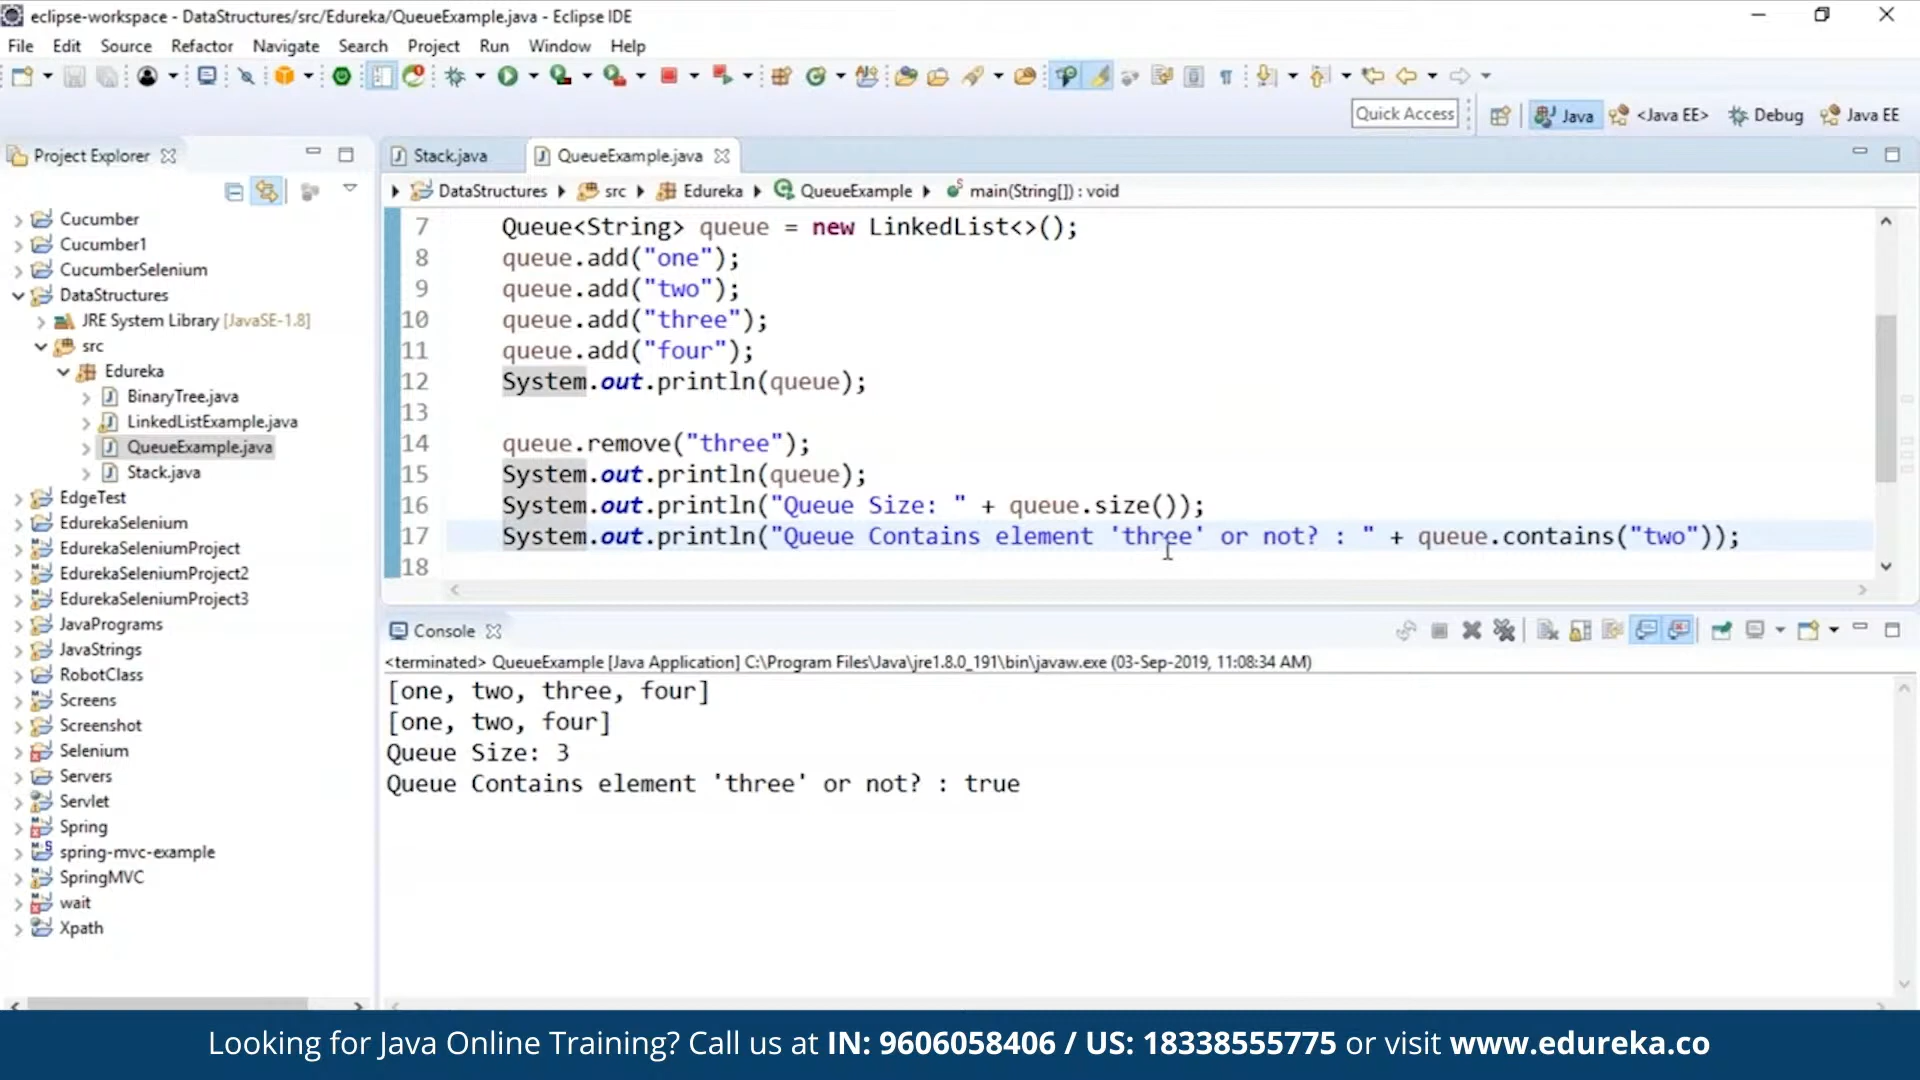 eclipse-workspace - DataStructures/src/Edureka/QueueExample.java - Eclipse IDE
File Edit Source Refactor Navigate Search Project Run Window Help
Quick Access Java <Java EE> Debug Java EE
Project Explorer
Cucumber
Cucumber1
CucumberSelenium
DataStructures
JRE System Library [JavaSE-1.8]
src
Edureka
BinaryTree.java
LinkedListExample.java
QueueExample.java
Stack.java
EdgeTest
EdurekaSelenium
EdurekaSeleniumProject
EdurekaSeleniumProject2
EdurekaSeleniumProject3
JavaPrograms
JavaStrings
RobotClass
Screens
Screenshot
Selenium
Servers
Servlet
Spring
spring-mvc-example
SpringMVC
wait
Xpath
Stack.java QueueExample.java
DataStructures src Edureka QueueExample main(String[]) : void
7 Queue<String> queue = new LinkedList<>();
8 queue.add("one");
9 queue.add("two");
10 queue.add("three");
11 queue.add("four");
12 System.out.println(queue);
13
14 queue.remove("three");
15 System.out.println(queue);
16 System.out.println("Queue Size: " + queue.size());
17 System.out.println("Queue Contains element 'three' or not? : " + queue.contains("two"));
18
Console
<terminated> QueueExample [Java Application] C:\Program Files\Java\jre1.8.0_191\bin\javaw.exe (03-Sep-2019, 11:08:34 AM)
[one, two, three, four]
[one, two, four]
Queue Size: 3
Queue Contains element 'three' or not? : true
Looking for Java Online Training? Call us at IN: 9606058406 / US: 18338555775 or visit www.edureka.co